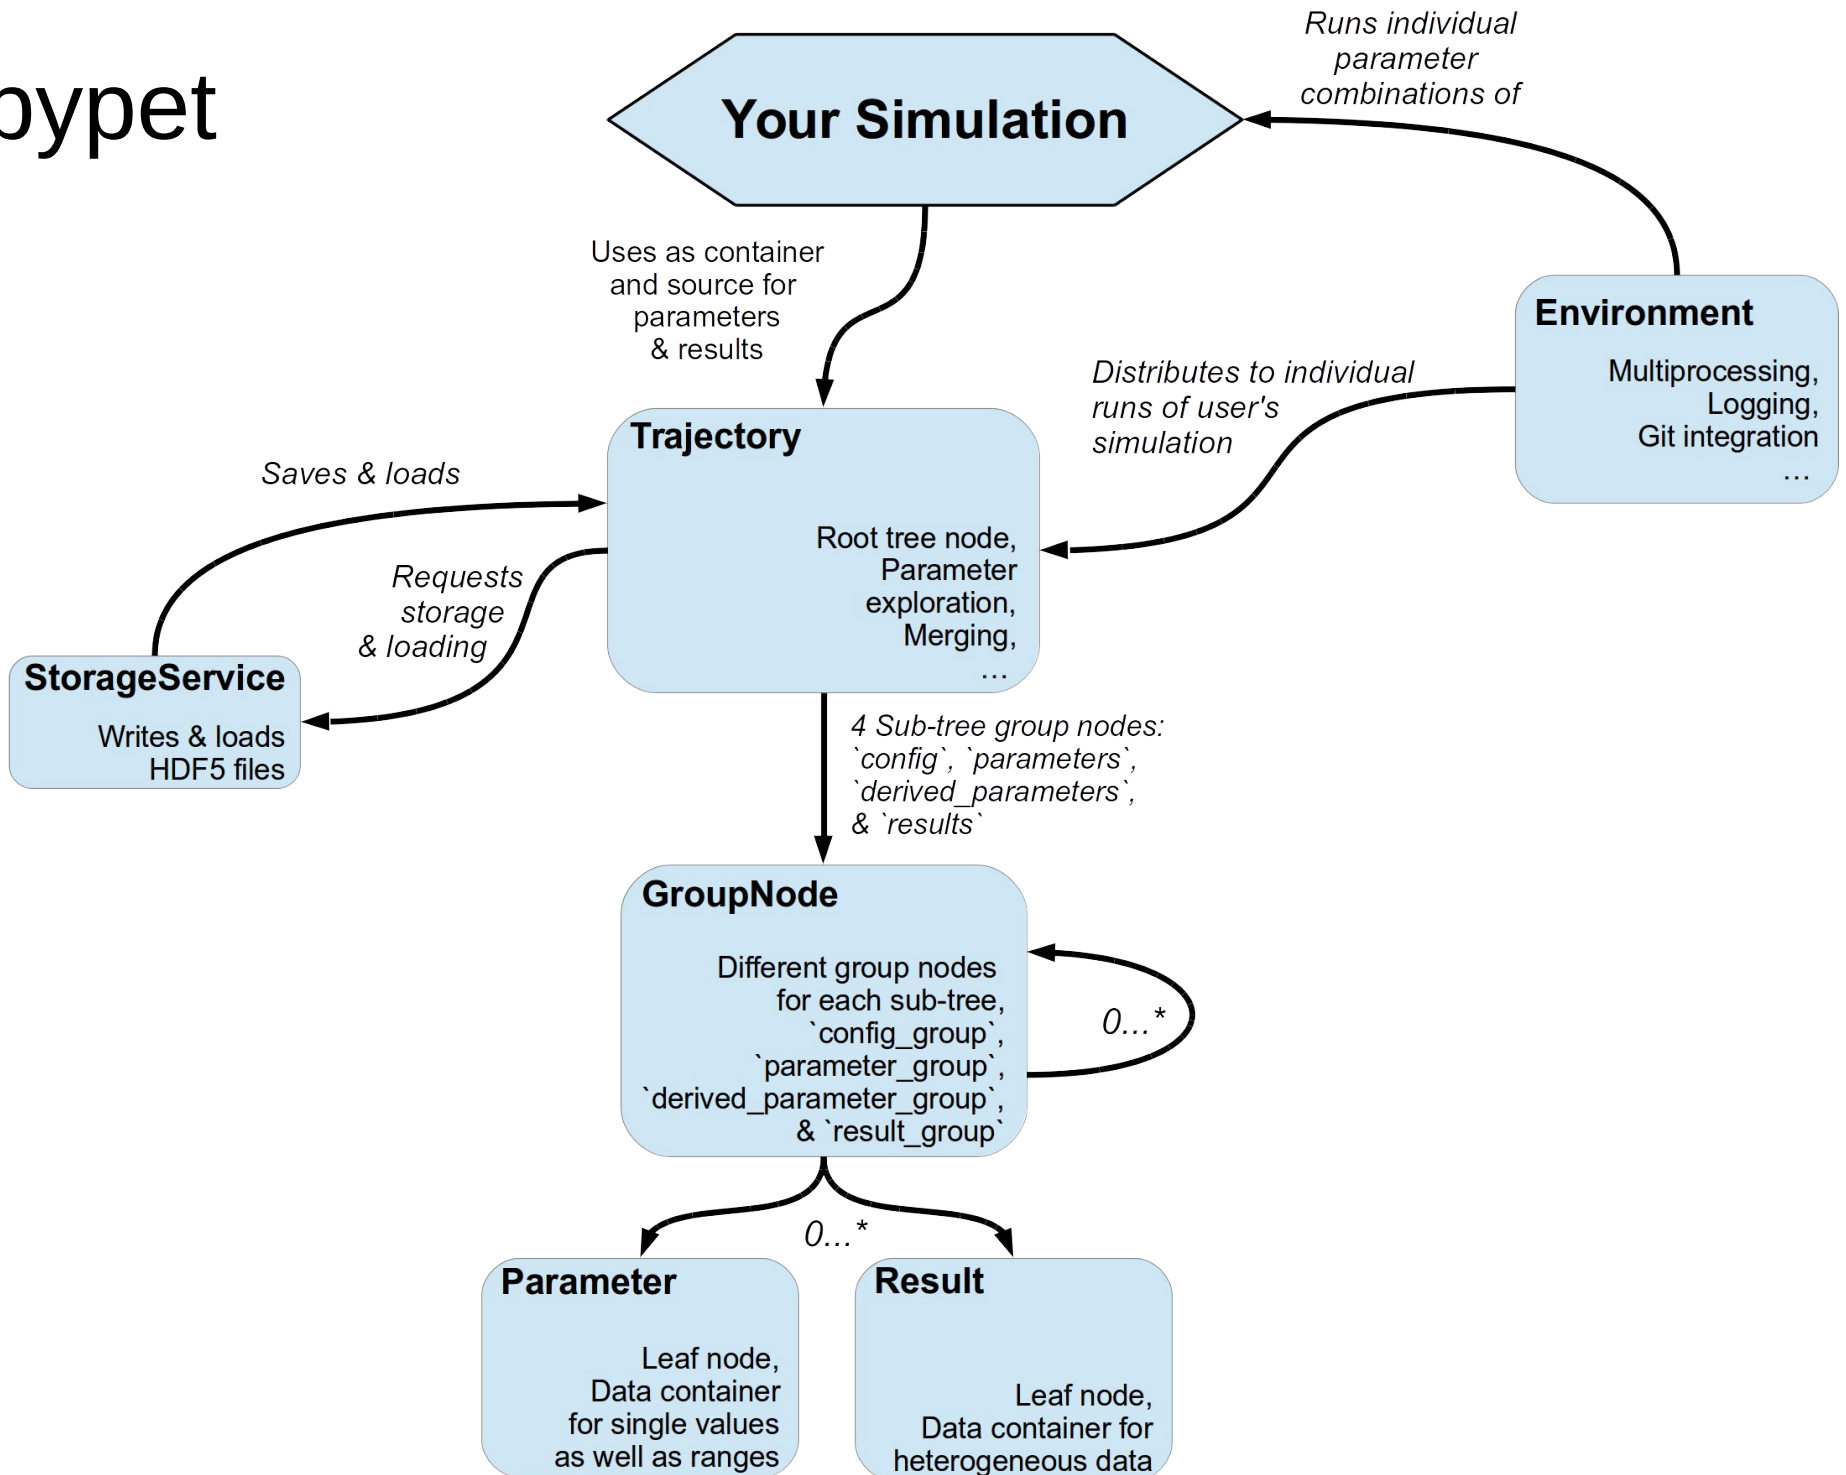 pypet
Your Simulation
Runs individual
parameter
combinations of
Uses as container
and source for
parameters
& results
Environment
Multiprocessing,
Logging,
Git integration
...
Distributes to individual
runs of user's
simulation
Trajectory
Root tree node,
Parameter
exploration,
Merging,
...
Saves & loads
Requests
storage
& loading
StorageService
Writes & loads
HDF5 files
4 Sub-tree group nodes:
`config`, `parameters`,
`derived_parameters`,
& `results`
GroupNode
Different group nodes
for each sub-tree,
`config_group`,
`parameter_group`,
`derived_parameter_group`,
& `result_group`
0...*
0...*
Parameter
Leaf node,
Data container
for single values
as well as ranges
Result
Leaf node,
Data container for
heterogeneous data